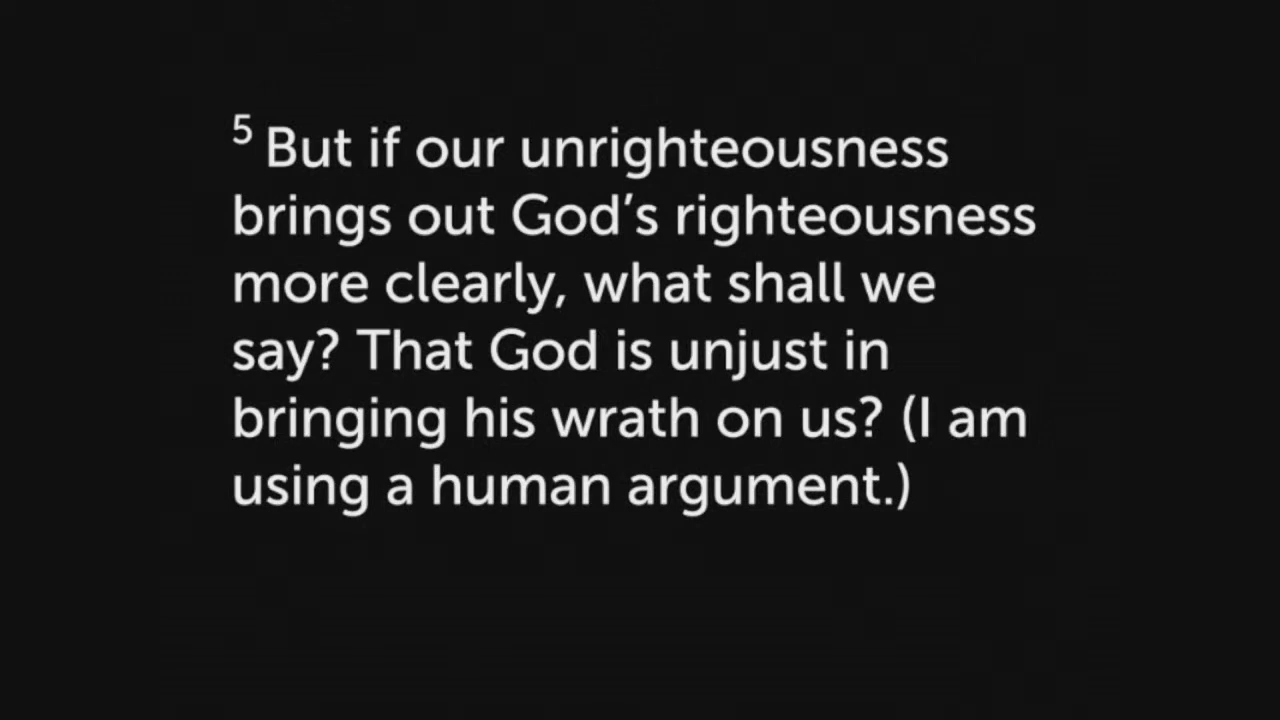 5 But if our unrighteousness
brings out God’s righteousness
more clearly, what shall we
say? That God is unjust in
bringing his wrath on us? (I am
using a human argument.)